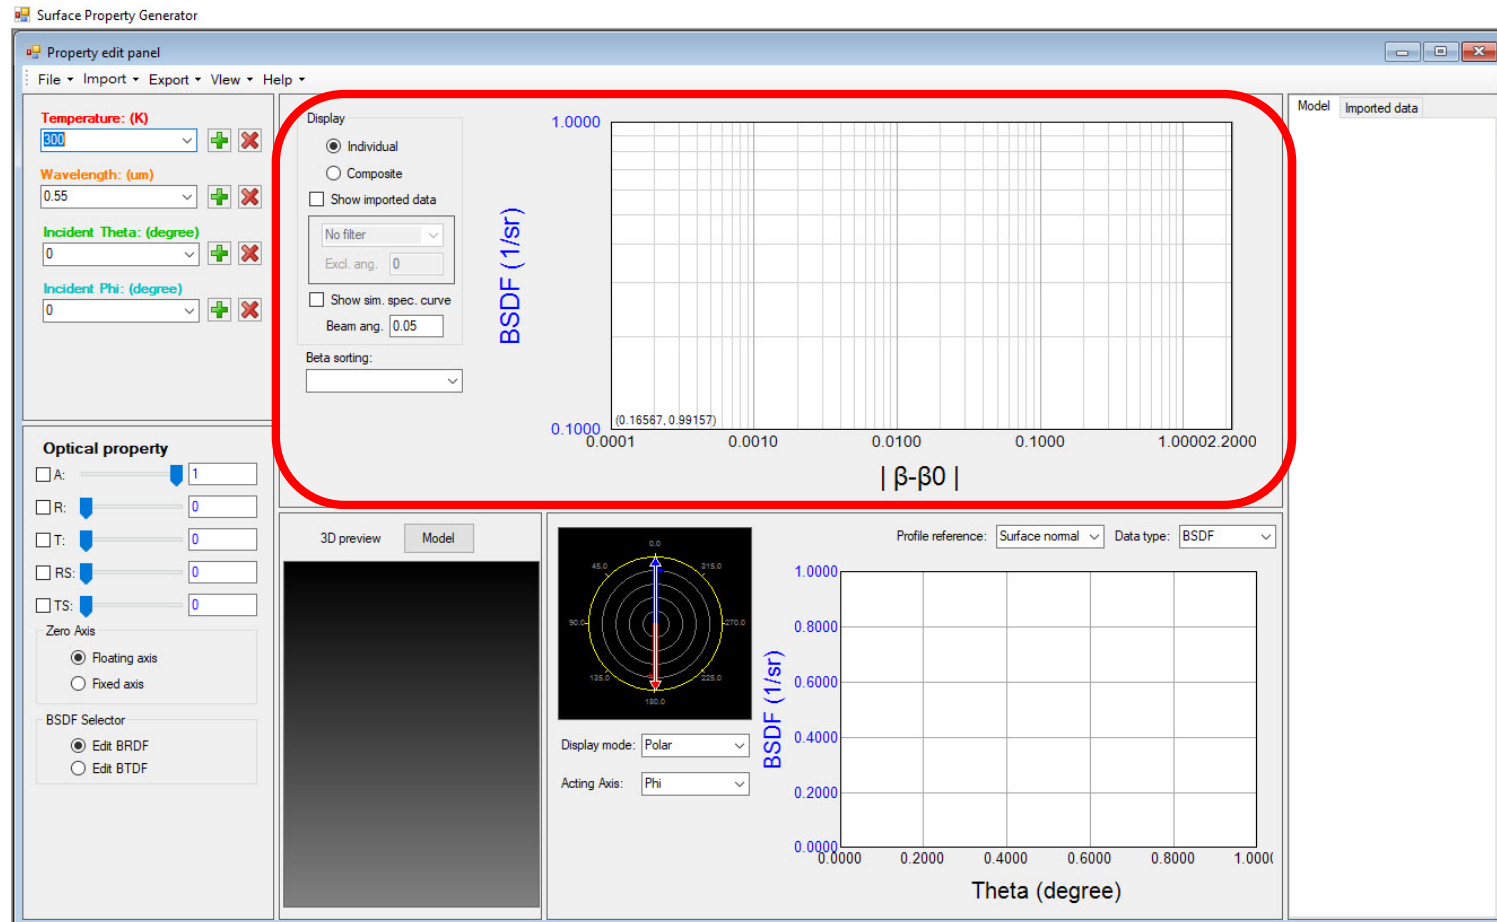 Surface Property Generator
Property edit panel
File Import Export VIew Help
Temperature: (K)
300
Wavelength: (um)
0.55
Incident Theta: (degree)
0
Incident Phi: (degree)
0
Display
Individual
Composite
Show imported data
No filter
Excl. ang. 0
Show sim. spec. curve
Beam ang. 0.05
Beta sorting:
BSDF (1/sr)
1.0000
0.1000
(0.16567, 0.99157)
0.0001 0.0010 0.0100 0.1000 1.00002.2000
| β-β0 |
Model Imported data
Optical property
A: 1
R: 0
T: 0
RS: 0
TS: 0
Zero Axis
Floating axis
Fixed axis
BSDF Selector
Edit BRDF
Edit BTDF
3D preview Model
0.0
45.0 315.0
90.0 270.0
135.0 225.0
180.0
Display mode: Polar
Acting Axis: Phi
Profile reference: Surface normal Data type: BSDF
BSDF (1/sr)
1.0000
0.8000
0.6000
0.4000
0.2000
0.0000
0.0000 0.2000 0.4000 0.6000 0.8000 1.000
Theta (degree)